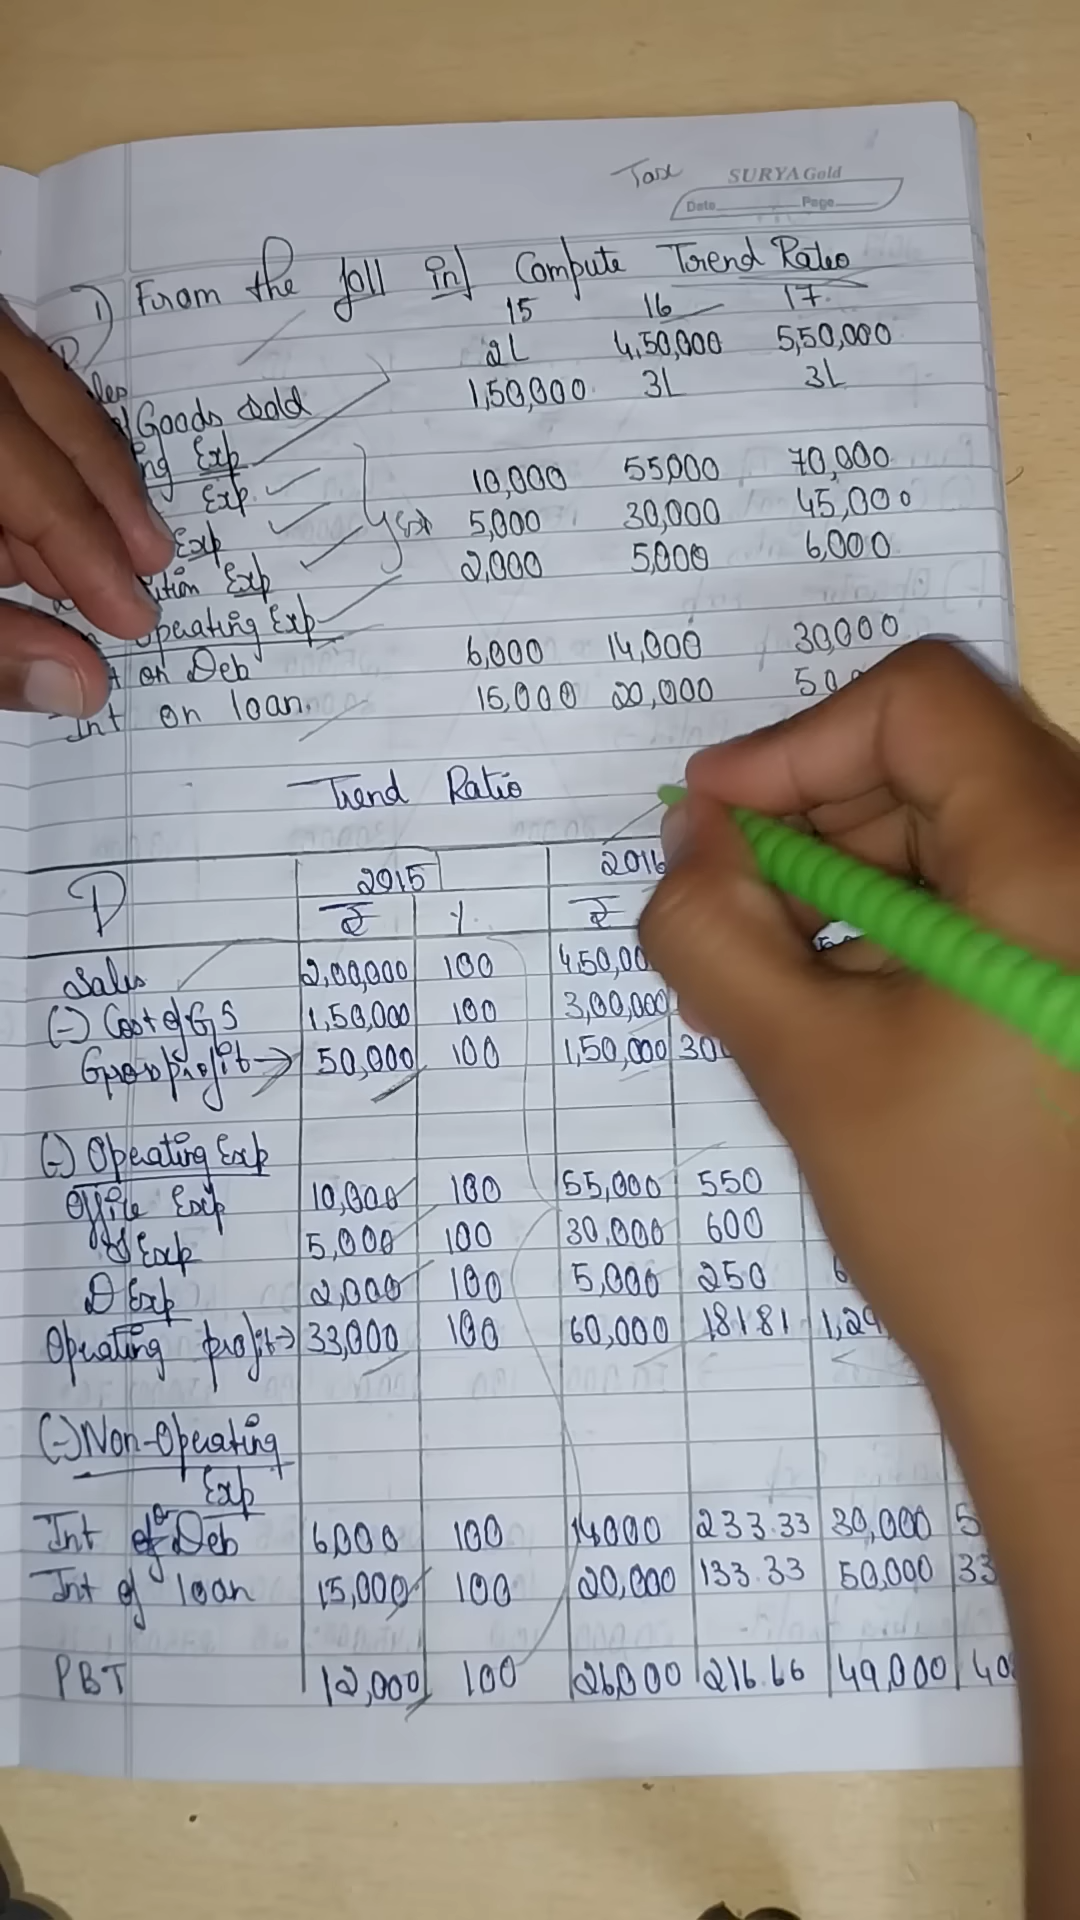 Tax SURYA Gold
Date Page
1) From the foll inf Compute Trend Ratio
15 16 17
2L 4,50,000 5,50,000
Goods Sold 1,50,000 3L 3L
Exp
Exp 10,000 55,000 70,000
Exp 5,000 30,000 45,000
Exp 2,000 5,000 6,000
Operating Exp
on Deb 6,000 14,000 30,000
Int on loan 15,000 20,000
Trend Ratio
P 2015 2016
₹ % ₹
Sales 2,00,000 100
(-) Cost of G S 1,50,000 100 3,00,000
Gross profit → 50,000 100 1,50,000
(-) Operating Exp
Office Exp 10,000 100 55,000 550
S Exp 5,000 100 30,000 600
D Exp 2,000 100 5,000 250
Operating profit → 33,000 100 60,000 181.81
(-) Non-Operating
Exp
Int of Deb 6,000 100 14000 233.33 30,000
Int of loan 15,000 100 20,000 133.33 50,000
PBT 12,000 100 26,000 216.66 49,000